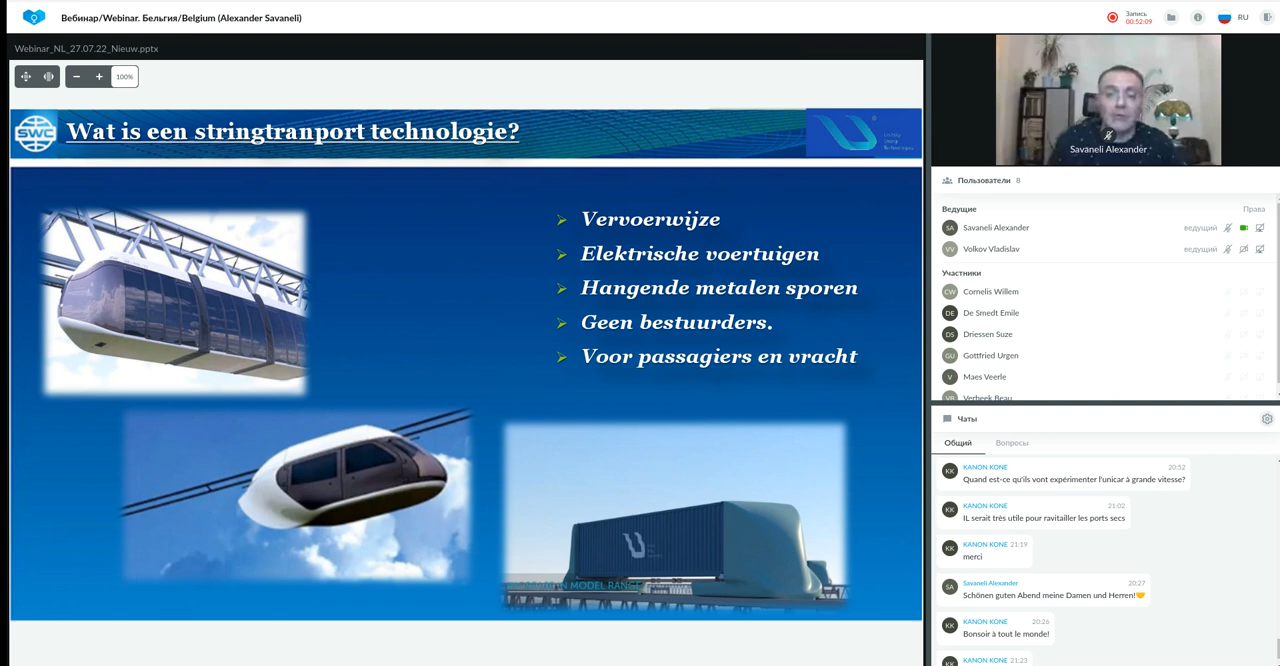 Вебинар/Webinar. Бельгия/Belgium (Alexander Savaneli)
Запись
00:52:09
RU
Webinar_NL_27.07.22_Nieuw.pptx
100%
SWC
Wat is een stringtranport technologie?
Vervoerwijze
Elektrische voertuigen
Hangende metalen sporen
Geen bestuurders.
Voor passagiers en vracht
IN MODEL RANGE
Savaneli Alexander
Пользователи 8
Ведущие
Права
SA Savaneli Alexander ведущий
VV Volkov Vladislav ведущий
Участники
CW Cornelis Willem
DE De Smedt Emile
DS Driessen Suze
GU Gottfried Urgen
V Maes Veerle
VB Verbeek Beau
Чаты
Общий Вопросы
KK KANON KONE 20:52
Quand est-ce qu'ils vont expérimenter l'unicar à grande vitesse?
KK KANON KONE 21:02
IL serait très utile pour ravitailler les ports secs
KK KANON KONE 21:19
merci
SA Savaneli Alexander 20:27
Schönen guten Abend meine Damen und Herren!🤝
KK KANON KONE 20:26
Bonsoir à tout le monde!
KK KANON KONE 21:23